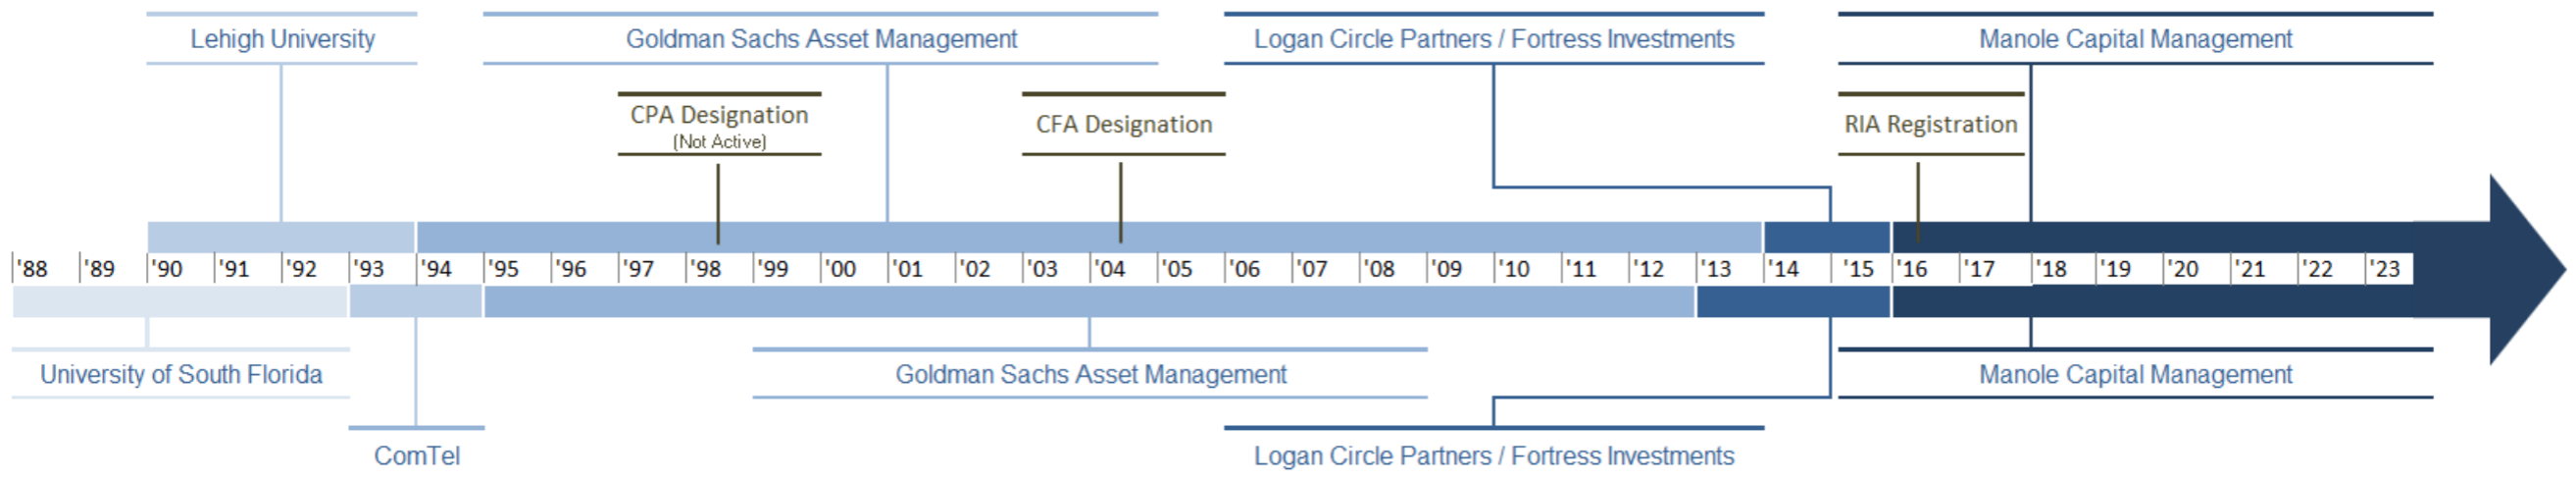 Lehigh University
Goldman Sachs Asset Management
Logan Circle Partners / Fortress Investments
Manole Capital Management
CPA Designation
(Not Active)
CFA Designation
RIA Registration
'88 '89 '90 '91 '92 '93 '94 '95 '96 '97 '98 '99 '00 '01 '02 '03 '04 '05 '06 '07 '08 '09 '10 '11 '12 '13 '14 '15 '16 '17 '18 '19 '20 '21 '22 '23
University of South Florida
Goldman Sachs Asset Management
Manole Capital Management
ComTel
Logan Circle Partners / Fortress Investments